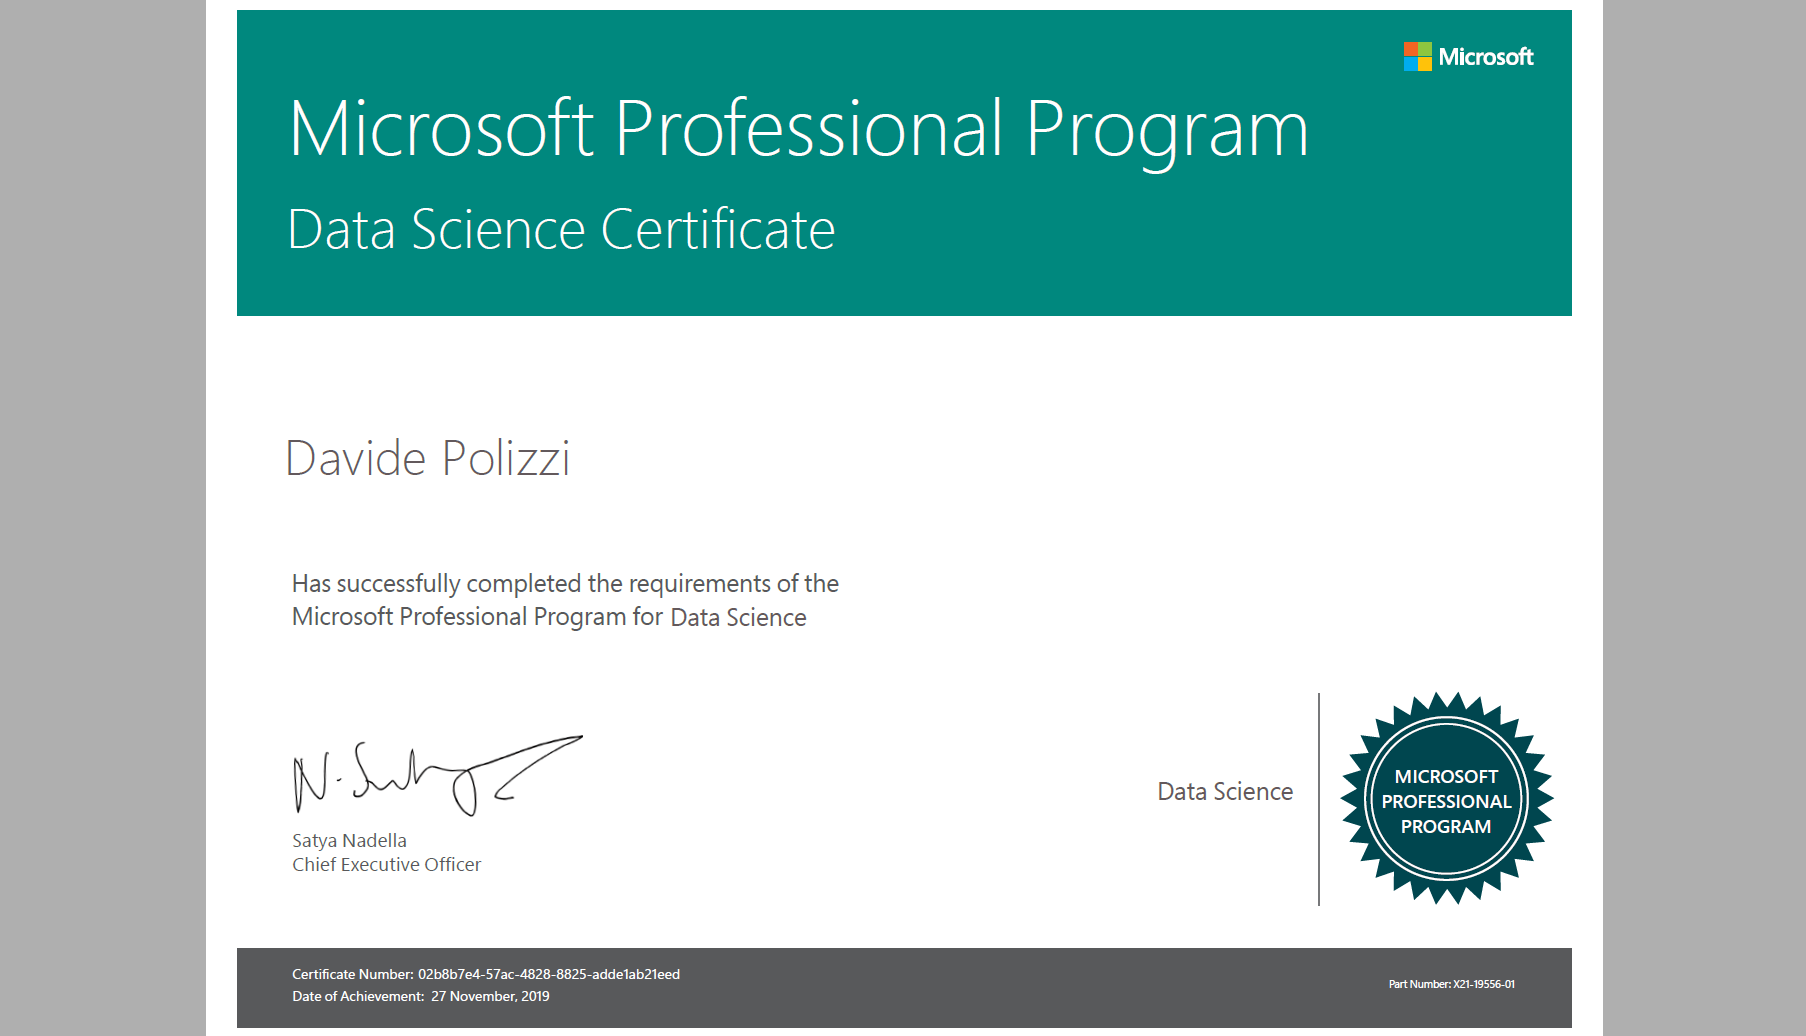 Microsoft
Microsoft Professional Program
Data Science Certificate
Davide Polizzi
Has successfully completed the requirements of the
Microsoft Professional Program for Data Science
N. Satya
Satya Nadella
Chief Executive Officer
Data Science
MICROSOFT
PROFESSIONAL
PROGRAM
Certificate Number: 02b8b7e4-57ac-4828-8825-adde1ab21eed
Date of Achievement: 27 November, 2019
Part Number: X21-19556-01